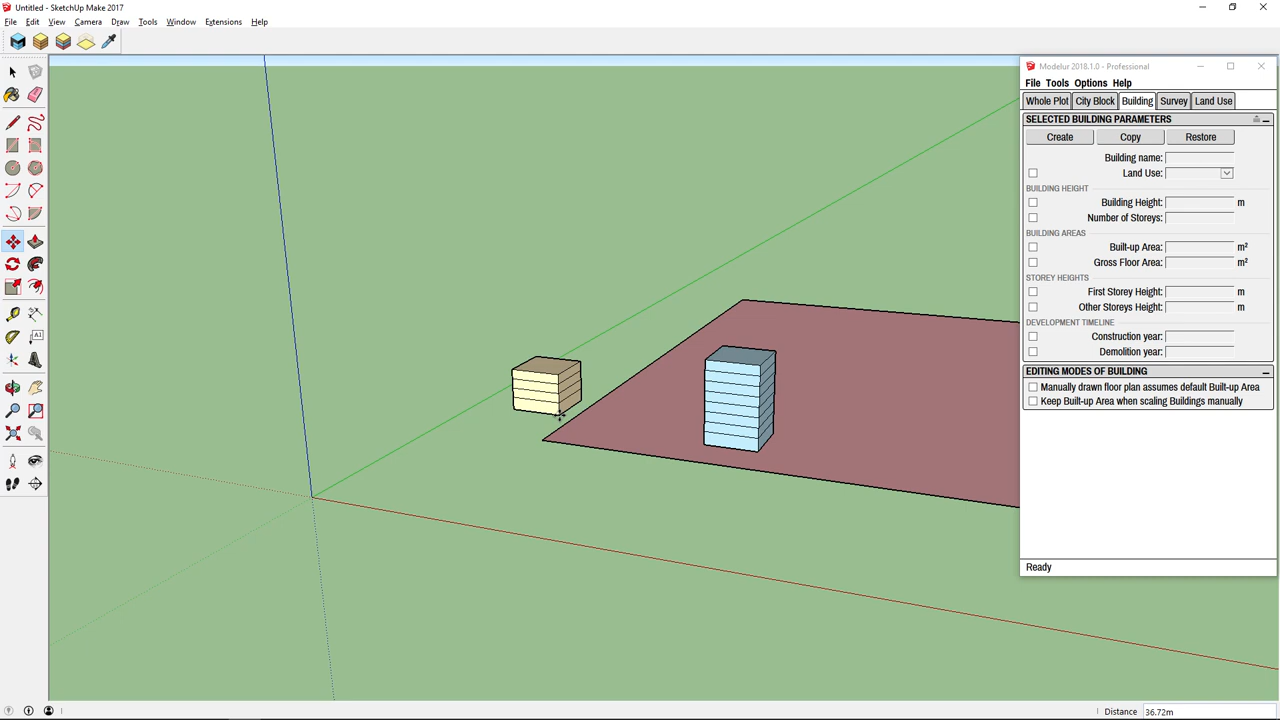 Untitled - SketchUp Make 2017
File Edit View Camera Draw Tools Window Extensions Help
Modelur 2018.1.0 - Professional
File Tools Options Help
Whole Plot City Block Building Survey Land Use
SELECTED BUILDING PARAMETERS
Create Copy Restore
Building name:
Land Use:
BUILDING HEIGHT
Building Height: m
Number of Storeys:
BUILDING AREAS
Built-up Area: m²
Gross Floor Area: m²
STOREY HEIGHTS
First Storey Height: m
Other Storeys Height: m
DEVELOPMENT TIMELINE
Construction year:
Demolition year:
EDITING MODES OF BUILDING
Manually drawn floor plan assumes default Built-up Area
Keep Built-up Area when scaling Buildings manually
Ready
Distance 36.72m